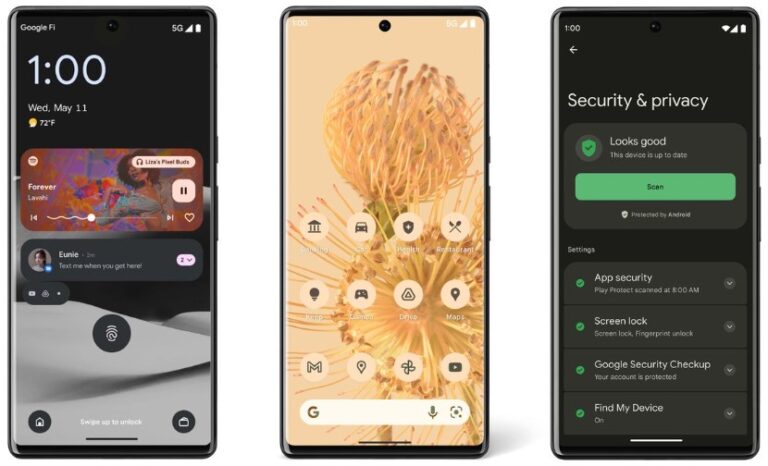 Google Fi
5G
1:00
Wed, May 11
72°F
Liza's Pixel Buds
Forever
Lavahi
Eunie · 2m
Text me when you get here!
2
Swipe up to unlock
1:00
5G
Health
Restaurant
Games
Drive
Maps
G
1:00
Security & privacy
Looks good
This device is up to date
Scan
Protected by Android
Settings
App security
Play Protect scanned at 8:00 AM
Screen lock
Screen lock, Fingerprint unlock
Google Security Checkup
Your account is protected
Find My Device
On